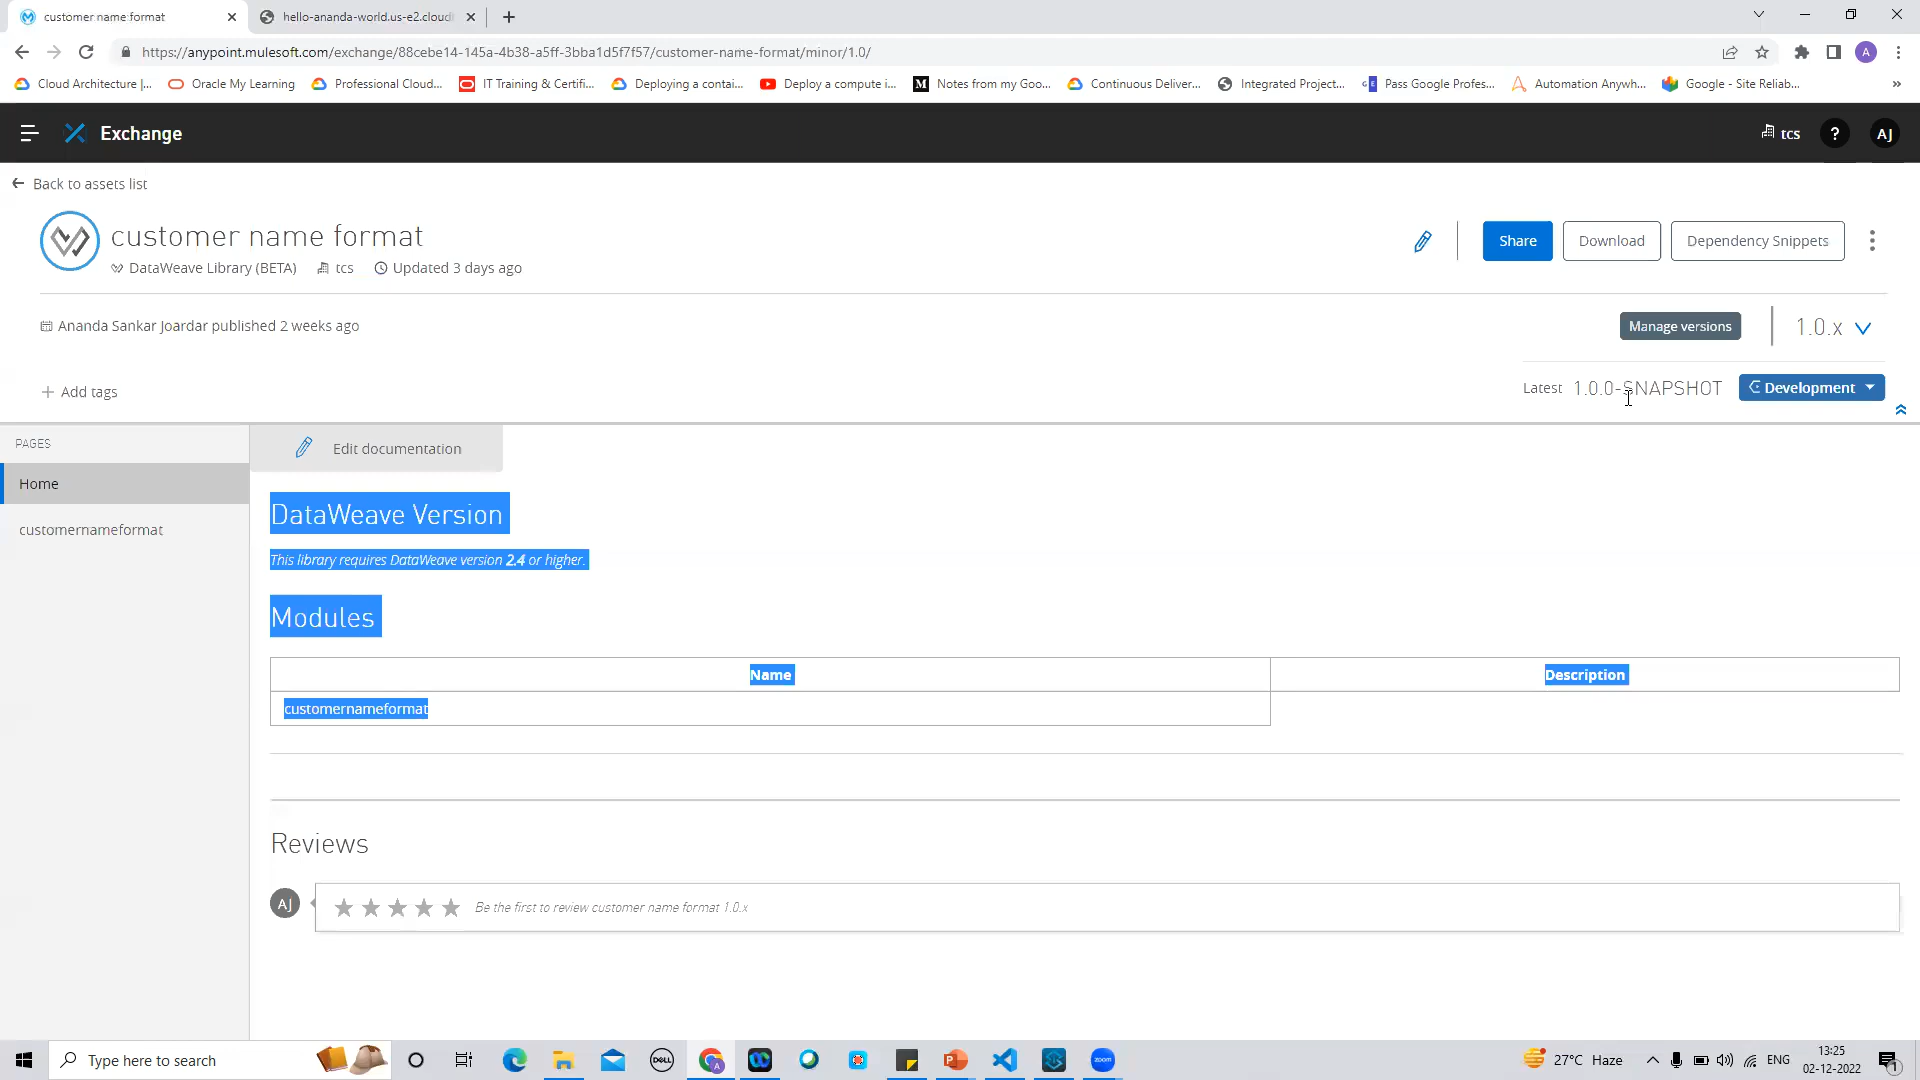 customer name format
hello-ananda-world.us-e2.cloudh
https://anypoint.mulesoft.com/exchange/88cebe14-145a-4b38-a5ff-3bba1d5f7f57/customer-name-format/minor/1.0/
A
Cloud Architecture |... Oracle My Learning Professional Cloud... IT Training & Certifi... Deploying a contai... Deploy a compute i... Notes from my Goo... Continuous Deliver... Integrated Project... Pass Google Profes... Automation Anywh... Google - Site Reliab... »
Exchange
tcs ? AJ
Back to assets list
customer name format
Share Download Dependency Snippets
DataWeave Library (BETA) tcs Updated 3 days ago
Ananda Sankar Joardar published 2 weeks ago
Manage versions 1.0.x
+ Add tags
Latest 1.0.0-SNAPSHOT Development
PAGES
Edit documentation
Home
customernameformat
DataWeave Version
This library requires DataWeave version 2.4 or higher.
Modules
Name Description
customernameformat
Reviews
AJ
Be the first to review customer name format 1.0.x
Type here to search
DELL
zoom
27°C Haze
ENG
13:25
02-12-2022
1